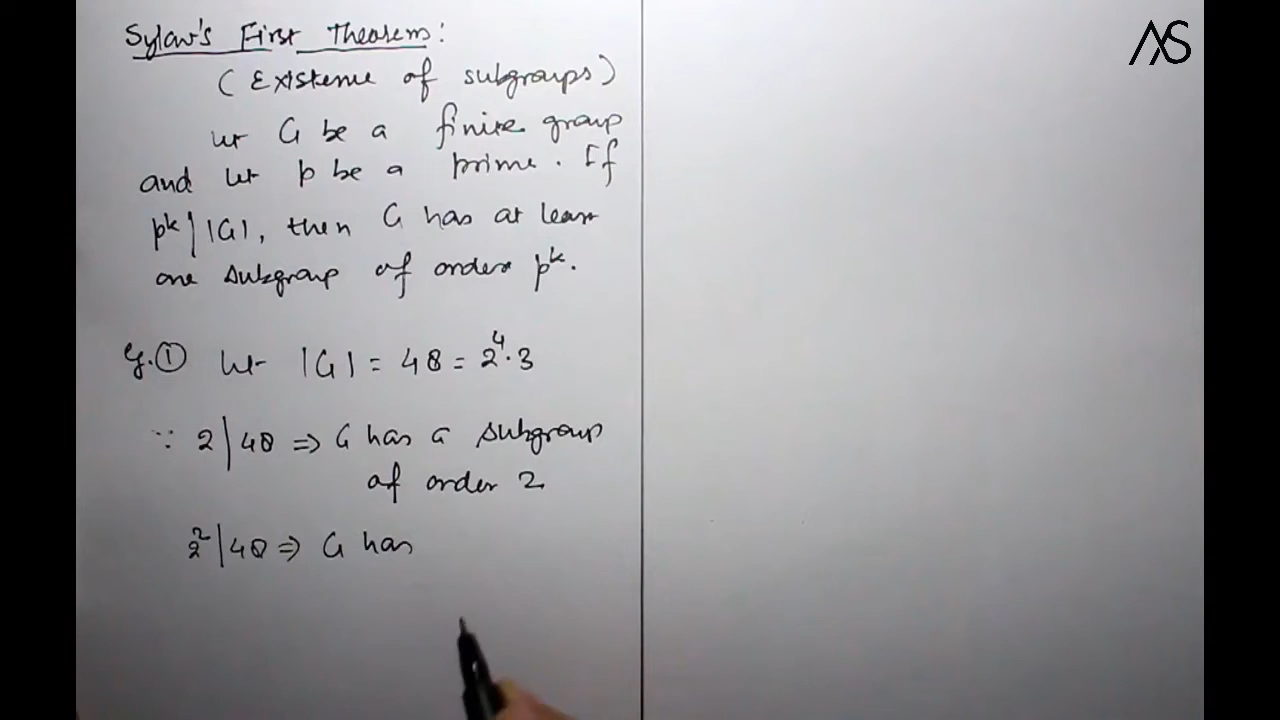 Sylow's First Theorem:
(Existence of subgroups)
Let G be a finite group
and let p be a prime. If
p^k | |G|, then G has at least
one subgroup of order p^k.
Eg. ① Let |G| = 48 = 2^4 · 3
∵ 2 | 48 ⇒ G has a subgroup
of order 2
2^2 | 48 ⇒ G has
NS